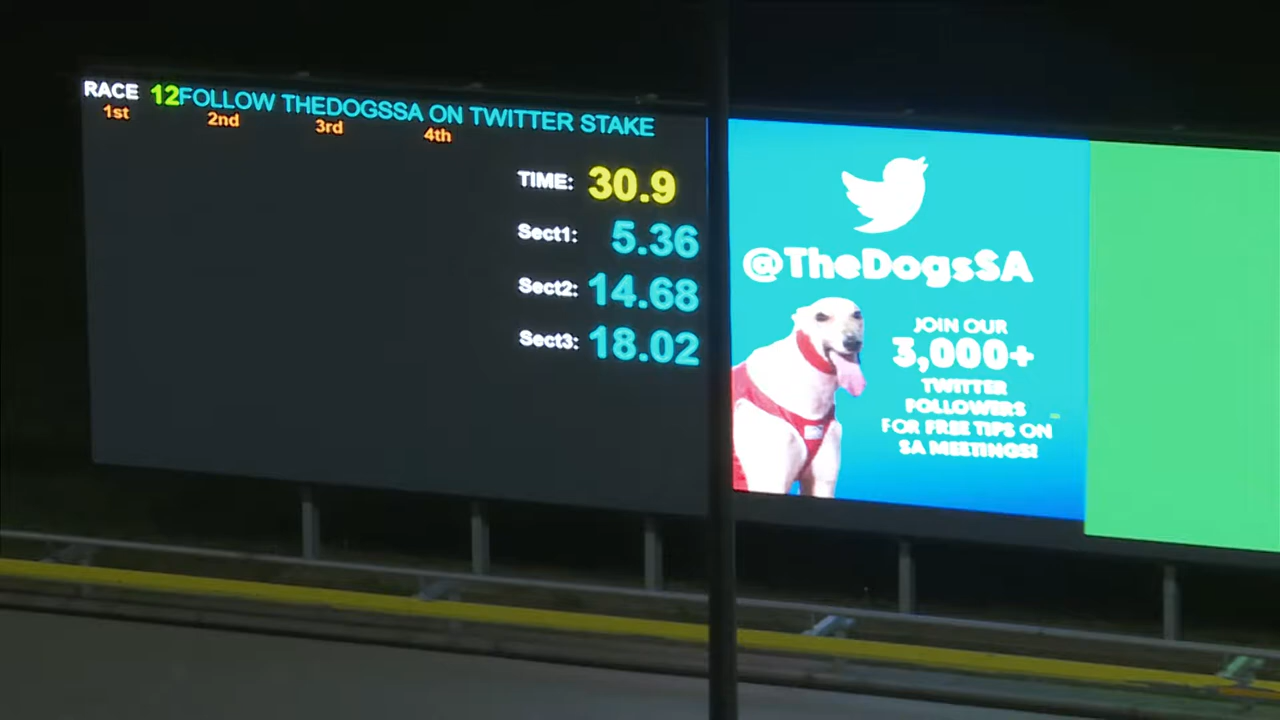 RACE 12FOLLOW THEDOGSSA ON TWITTER STAKE
1st 2nd 3rd 4th
TIME: 30.9
Sect1: 5.36
Sect2: 14.68
Sect3: 18.02
@TheDogsSA
JOIN OUR
3,000+
TWITTER
FOLLOWERS
FOR FREE TIPS ON
SA MEETINGS!